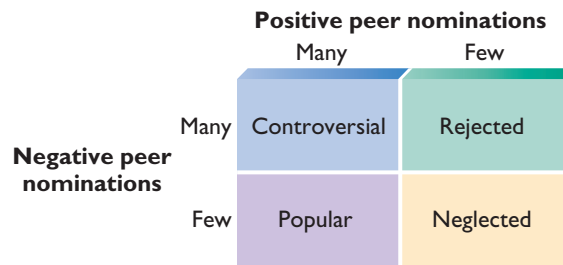 Positive peer nominations
Many Few
Many Controversial Rejected
Negative peer
nominations
Few Popular Neglected